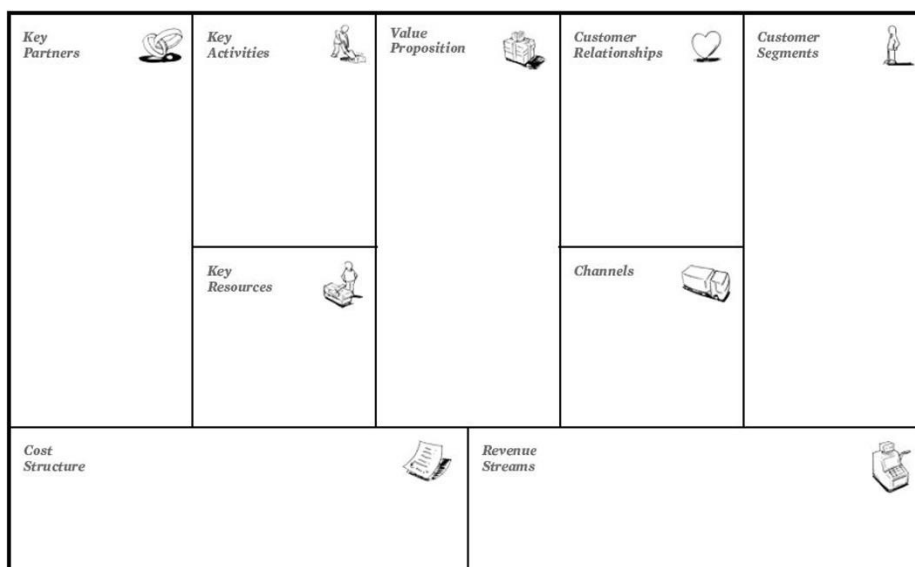 Key
Partners
Key
Activities
Value
Proposition
Customer
Relationships
Customer
Segments
Key
Resources
Channels
Cost
Structure
Revenue
Streams